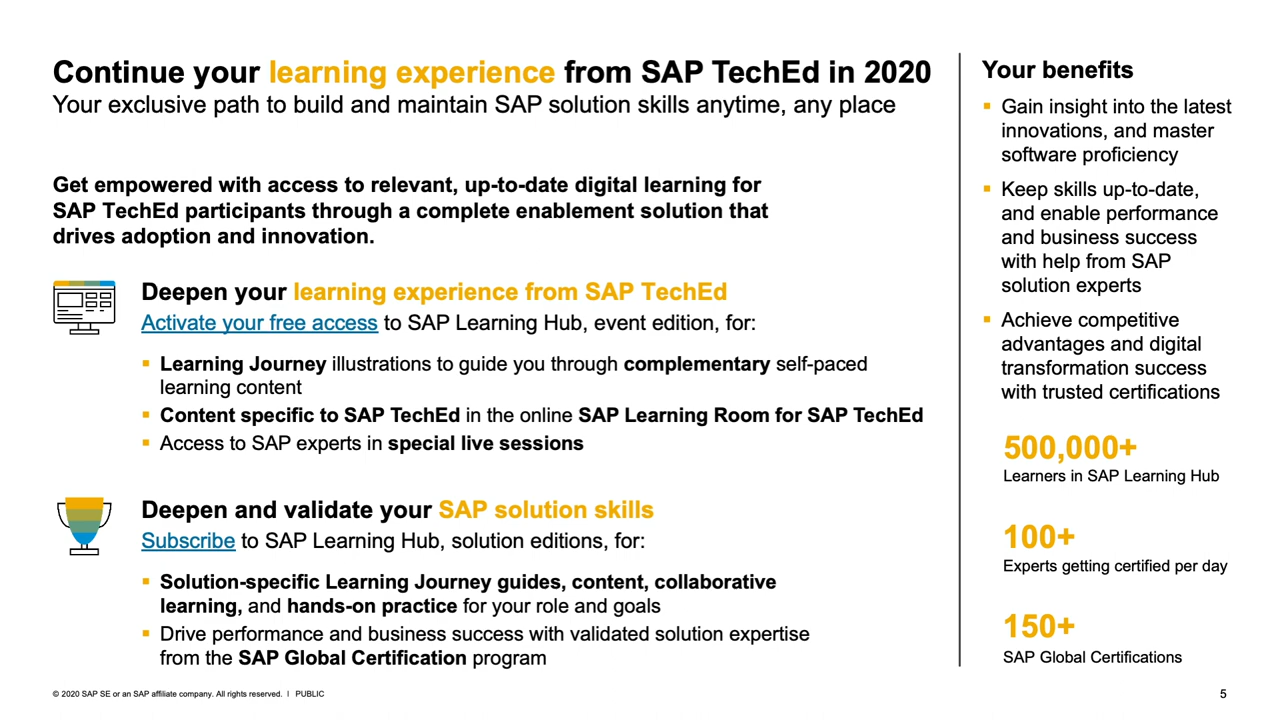 Continue your learning experience from SAP TechEd in 2020
Your exclusive path to build and maintain SAP solution skills anytime, any place
Get empowered with access to relevant, up-to-date digital learning for
SAP TechEd participants through a complete enablement solution that
drives adoption and innovation.
Deepen your learning experience from SAP TechEd
Activate your free access to SAP Learning Hub, event edition, for:
▪ Learning Journey illustrations to guide you through complementary self-paced
learning content
▪ Content specific to SAP TechEd in the online SAP Learning Room for SAP TechEd
▪ Access to SAP experts in special live sessions
Deepen and validate your SAP solution skills
Subscribe to SAP Learning Hub, solution editions, for:
▪ Solution-specific Learning Journey guides, content, collaborative
learning, and hands-on practice for your role and goals
▪ Drive performance and business success with validated solution expertise
from the SAP Global Certification program
Your benefits
▪ Gain insight into the latest
innovations, and master
software proficiency
▪ Keep skills up-to-date,
and enable performance
and business success
with help from SAP
solution experts
▪ Achieve competitive
advantages and digital
transformation success
with trusted certifications
500,000+
Learners in SAP Learning Hub
100+
Experts getting certified per day
150+
SAP Global Certifications
© 2020 SAP SE or an SAP affiliate company. All rights reserved. | PUBLIC
5